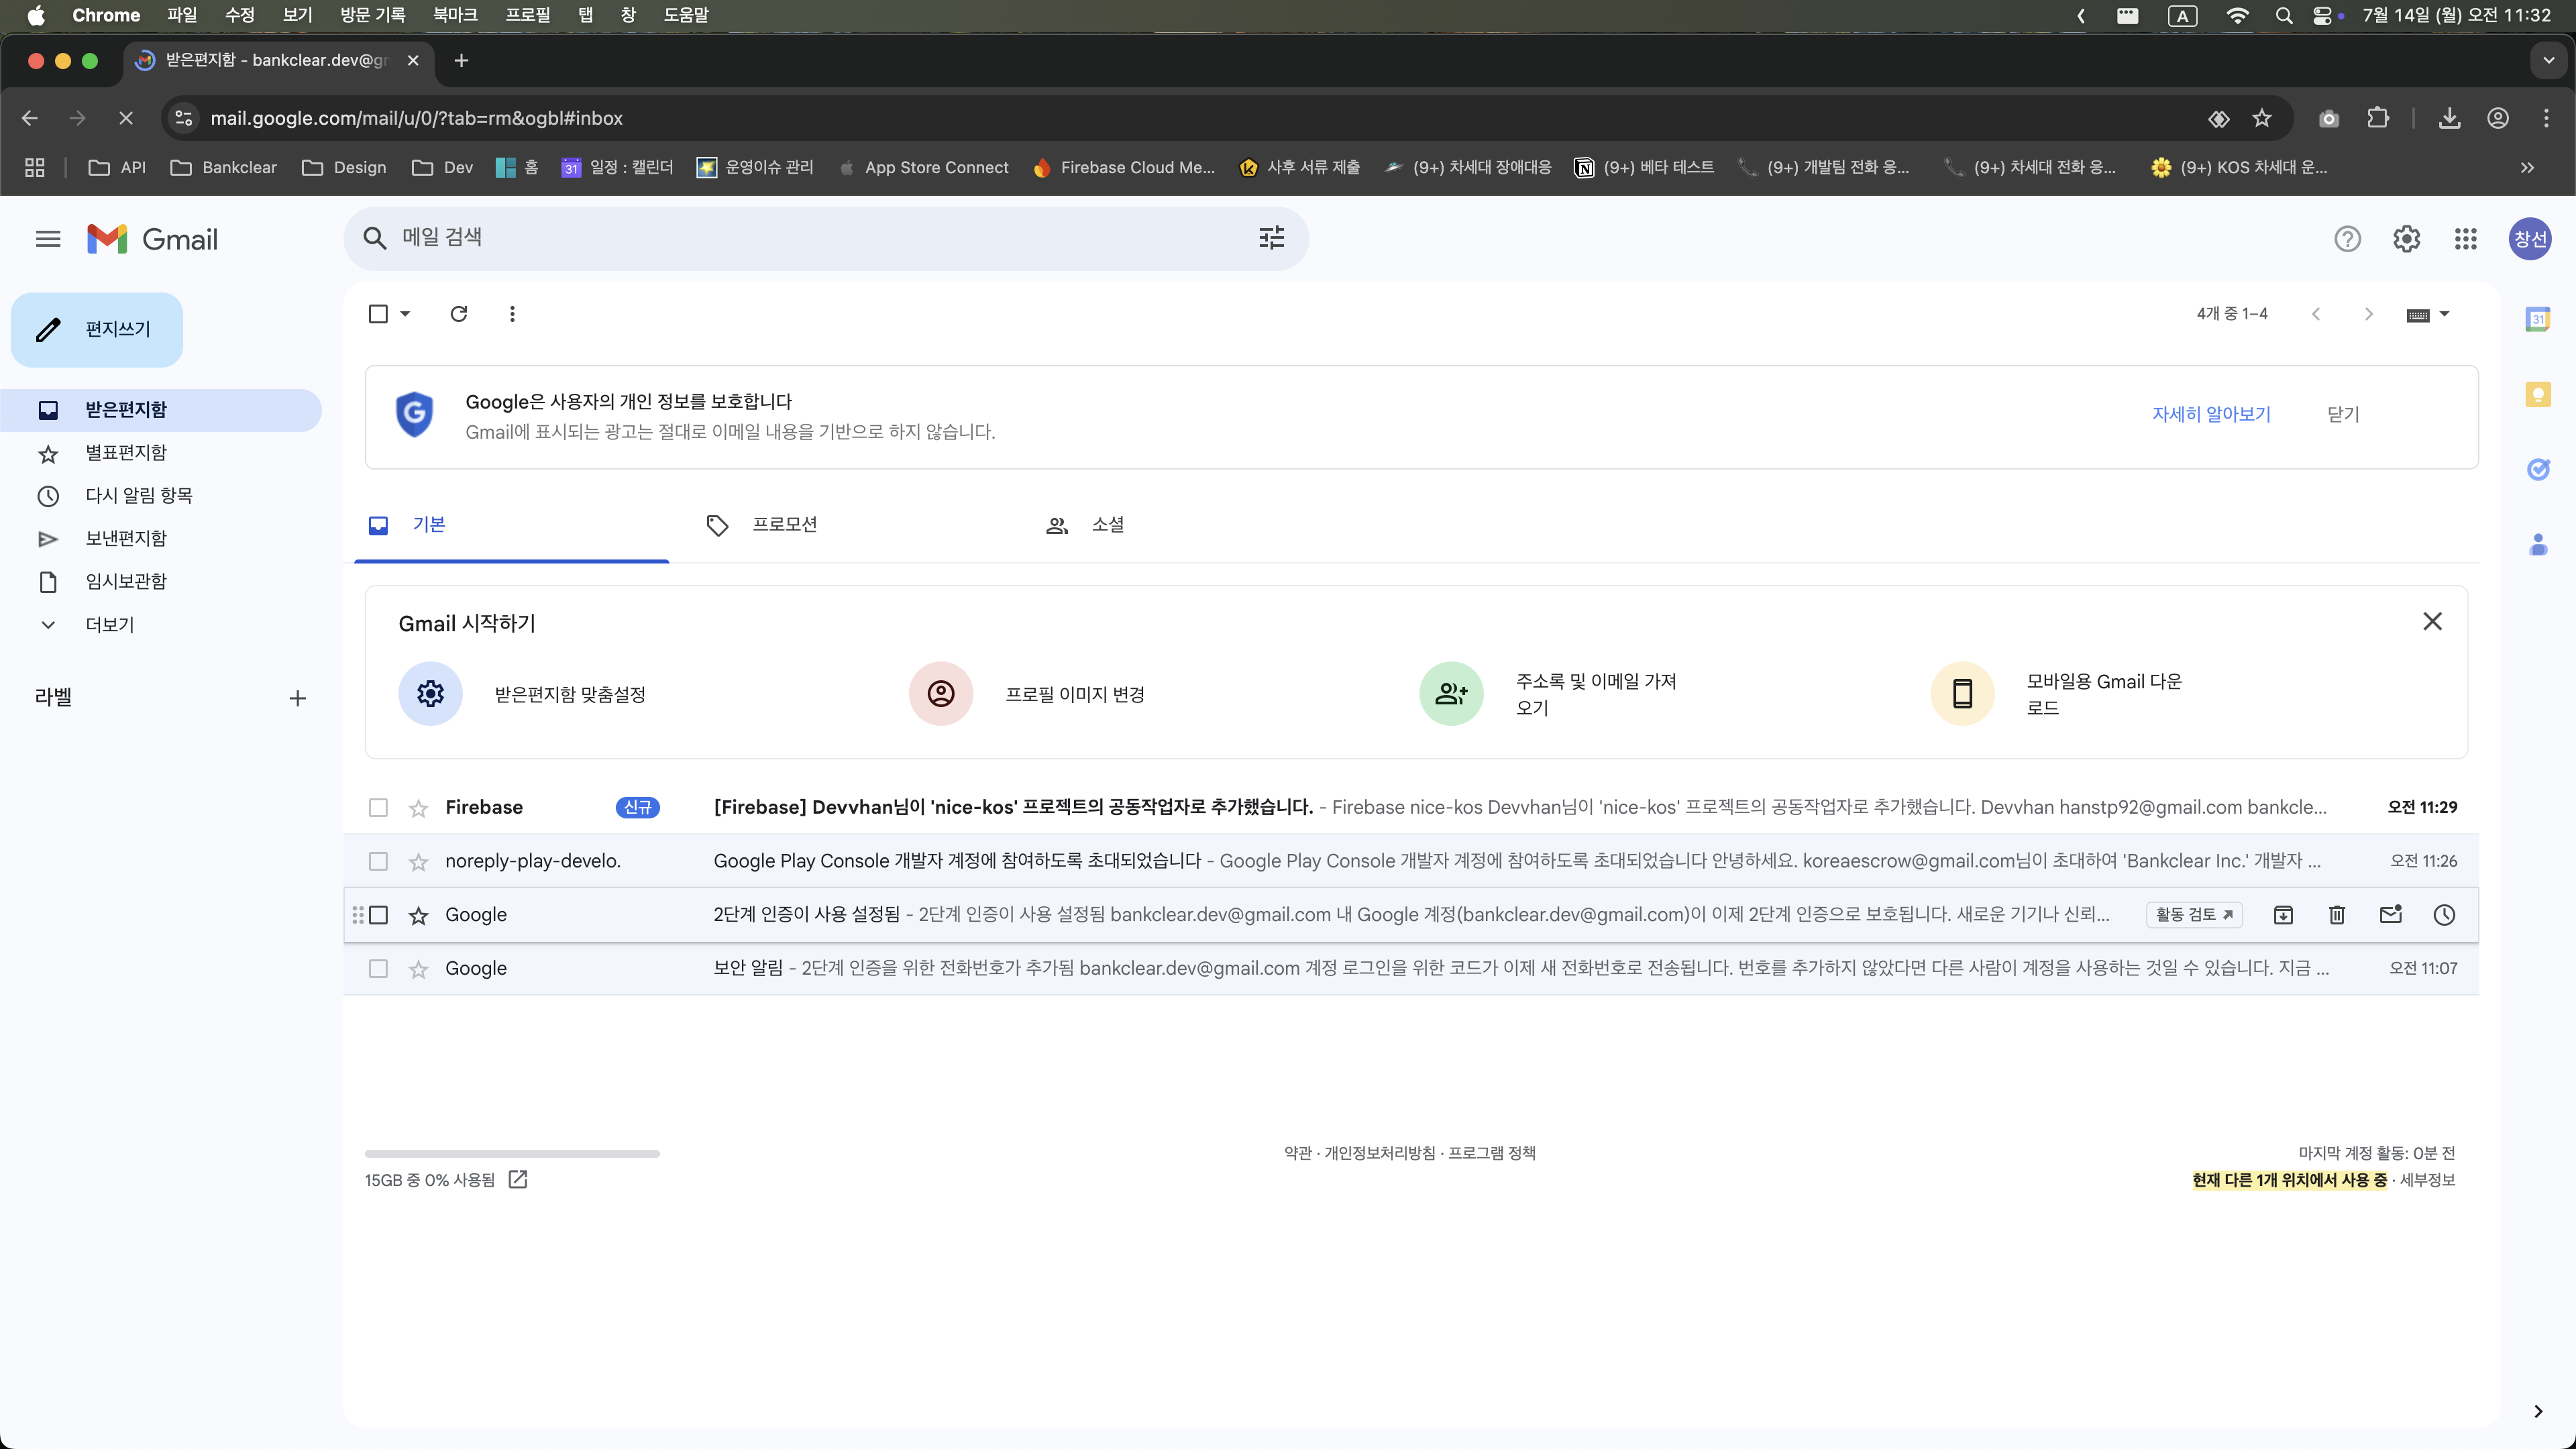 Chrome 파일 수정 보기 방문 기록 북마크 프로필 탭 창 도움말 A 7월 14일 (월) 오전 11:32
받은편지함 - bankclear.dev@gm
mail.google.com/mail/u/0/?tab=rm&ogbl#inbox
API Bankclear Design Dev 홈 31 일정 : 캘린더 운영이슈 관리 App Store Connect Firebase Cloud Me... 사후 서류 제출 (9+) 차세대 장애대응 (9+) 베타 테스트 (9+) 개발팀 전화 응... (9+) 차세대 전화 응... (9+) KOS 차세대 운...
Gmail 메일 검색 창선
편지쓰기
받은편지함
별표편지함
다시 알림 항목
보낸편지함
임시보관함
더보기
라벨
4개 중 1–4
31
Google은 사용자의 개인 정보를 보호합니다
Gmail에 표시되는 광고는 절대로 이메일 내용을 기반으로 하지 않습니다.
자세히 알아보기 닫기
기본 프로모션 소셜
Gmail 시작하기
받은편지함 맞춤설정
프로필 이미지 변경
주소록 및 이메일 가져
오기
모바일용 Gmail 다운
로드
Firebase 신규 [Firebase] Devvhan님이 'nice-kos' 프로젝트의 공동작업자로 추가했습니다. - Firebase nice-kos Devvhan님이 'nice-kos' 프로젝트의 공동작업자로 추가했습니다. Devvhan hanstp92@gmail.com bankcle... 오전 11:29
noreply-play-develo. Google Play Console 개발자 계정에 참여하도록 초대되었습니다 - Google Play Console 개발자 계정에 참여하도록 초대되었습니다 안녕하세요. koreaescrow@gmail.com님이 초대하여 'Bankclear Inc.' 개발자 ... 오전 11:26
Google 2단계 인증이 사용 설정됨 - 2단계 인증이 사용 설정됨 bankclear.dev@gmail.com 내 Google 계정(bankclear.dev@gmail.com)이 이제 2단계 인증으로 보호됩니다. 새로운 기기나 신뢰... 활동 검토
Google 보안 알림 - 2단계 인증을 위한 전화번호가 추가됨 bankclear.dev@gmail.com 계정 로그인을 위한 코드가 이제 새 전화번호로 전송됩니다. 번호를 추가하지 않았다면 다른 사람이 계정을 사용하는 것일 수 있습니다. 지금 ... 오전 11:07
15GB 중 0% 사용됨
약관 · 개인정보처리방침 · 프로그램 정책
마지막 계정 활동: 0분 전
현재 다른 1개 위치에서 사용 중 · 세부정보